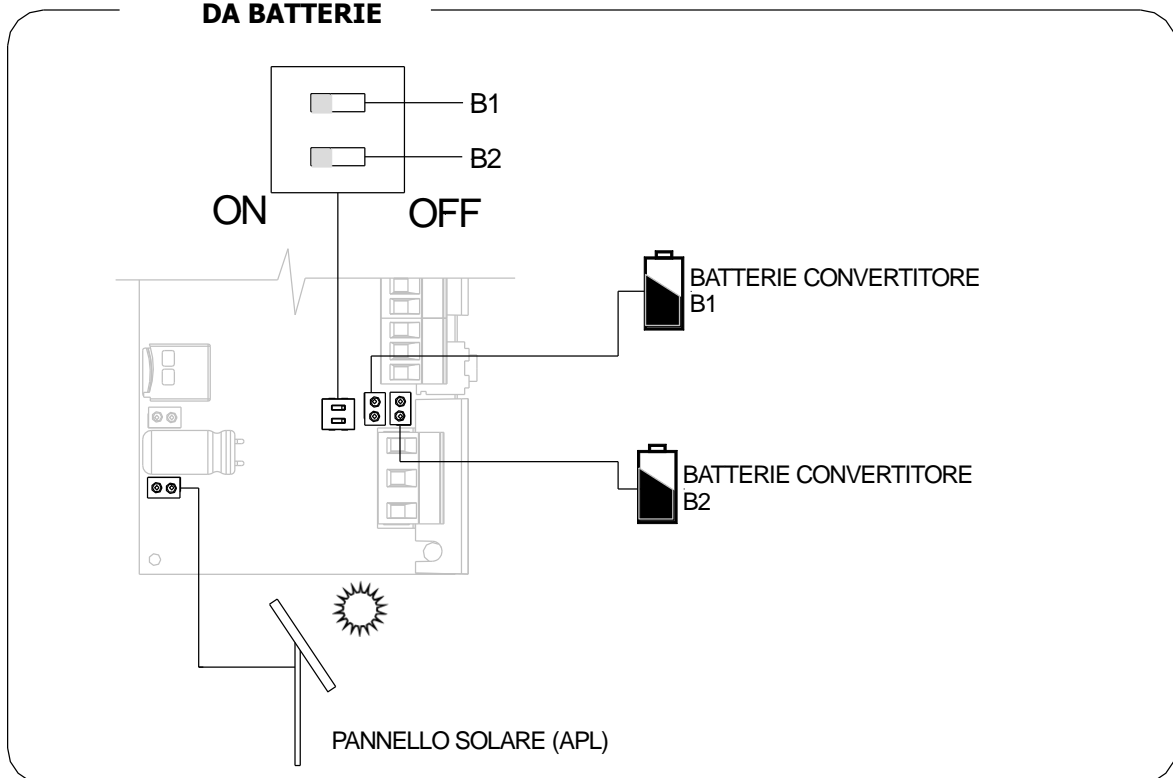 DA BATTERIE
B1
B2
ON
OFF
BATTERIE CONVERTITORE
B1
BATTERIE CONVERTITORE
B2
PANNELLO SOLARE (APL)